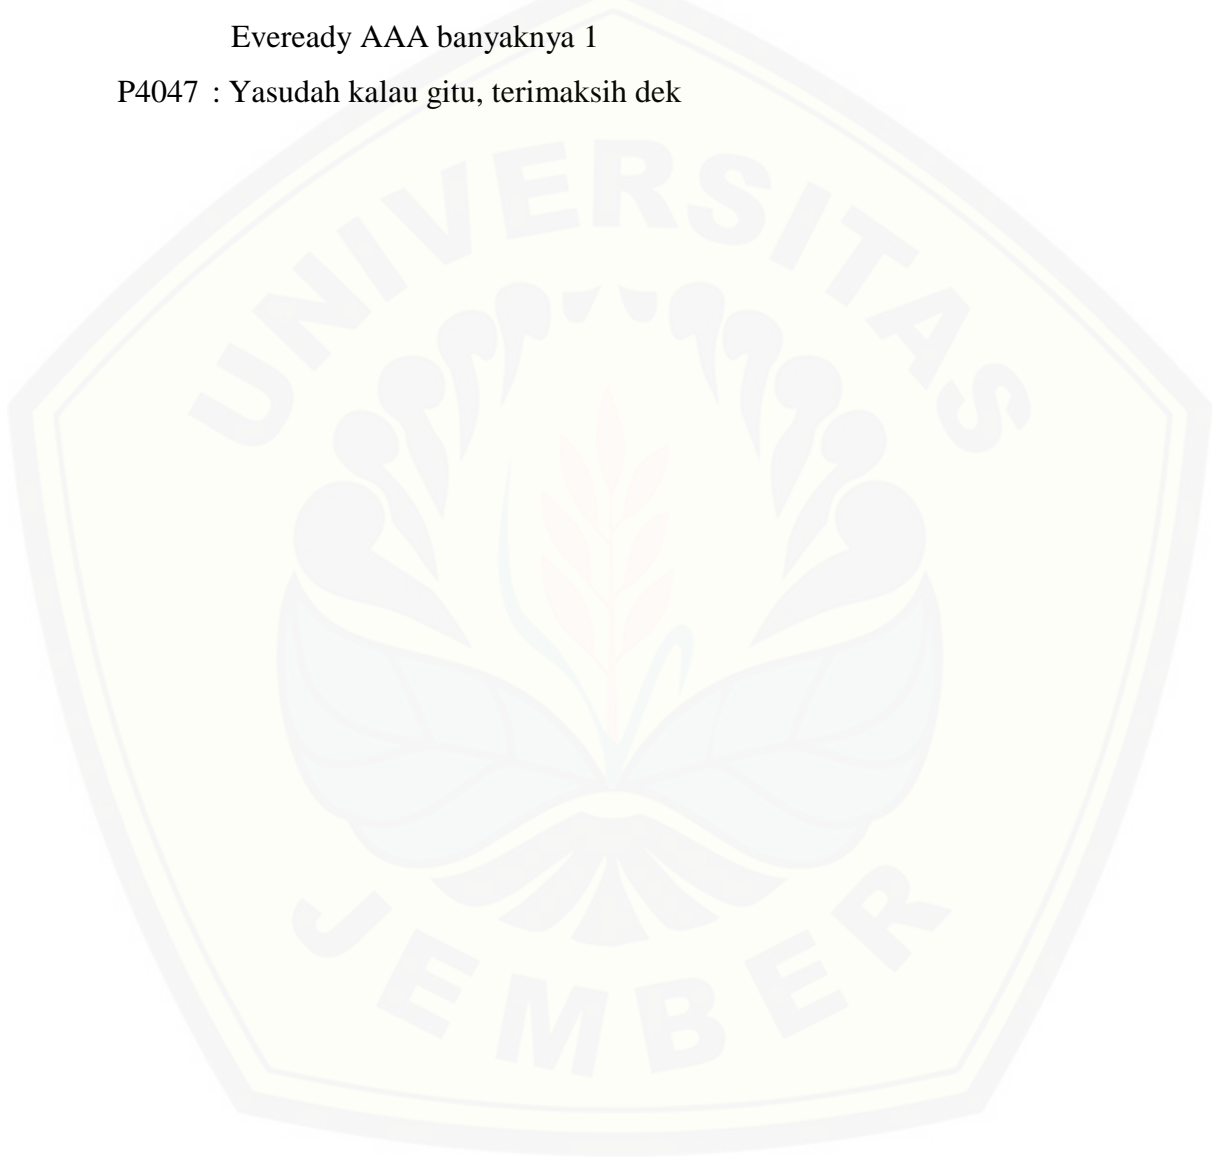 Eveready AAA banyaknya 1
P4047 : Yasudah kalau gitu, terimaksih dek
UNIVERSITAS
JEMBER